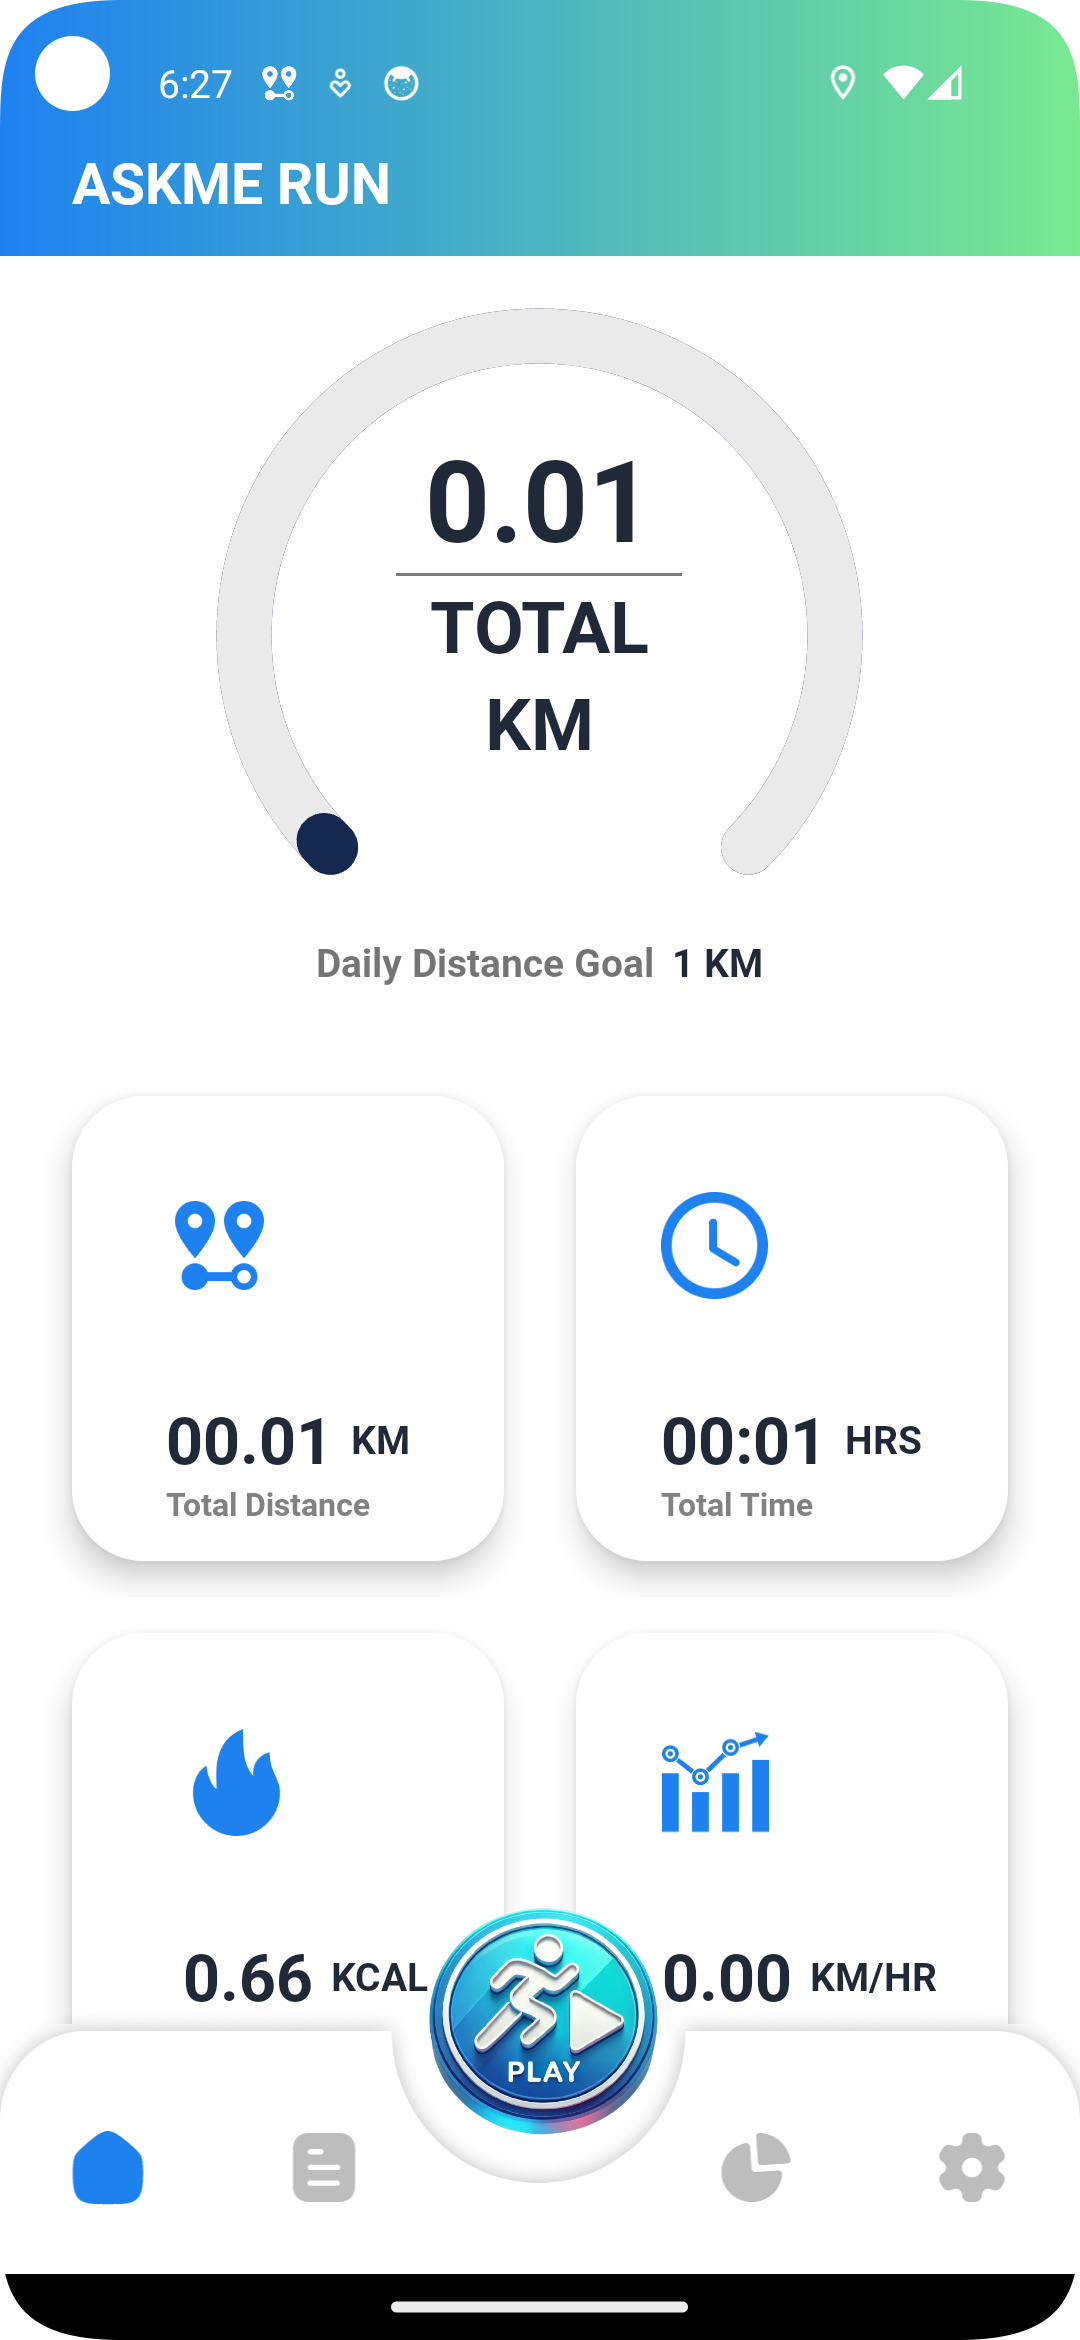 6:27
ASKME RUN
0.01
TOTAL
KM
Daily Distance Goal 1 KM
00.01 KM
Total Distance
00:01 HRS
Total Time
0.66 KCAL
0.00 KM/HR
PLAY